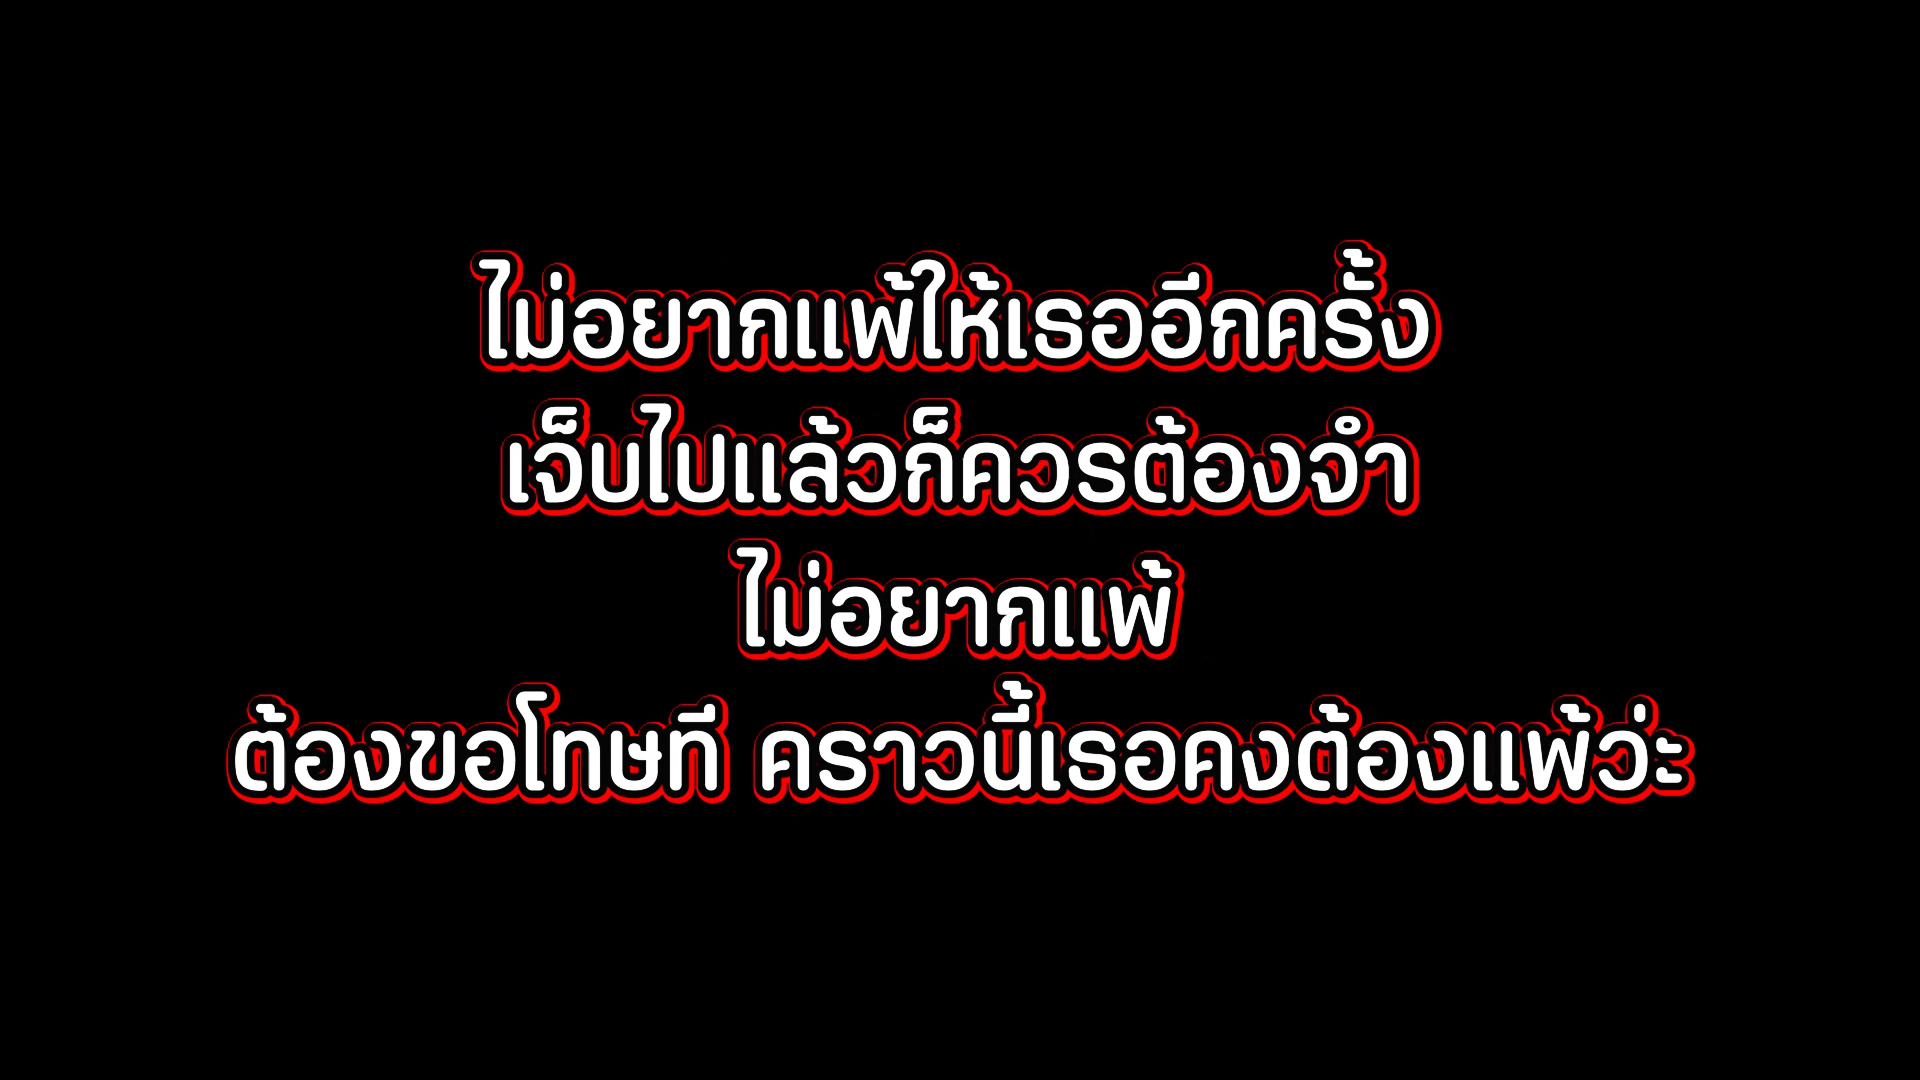 ไม่อยากแพ้ให้เธออีกครั้ง
เจ็บไปแล้วก็ควรต้องจำ
ไม่อยากแพ้
ต้องขอโทษที คราวนี้เธอคงต้องแพ้ว่ะ